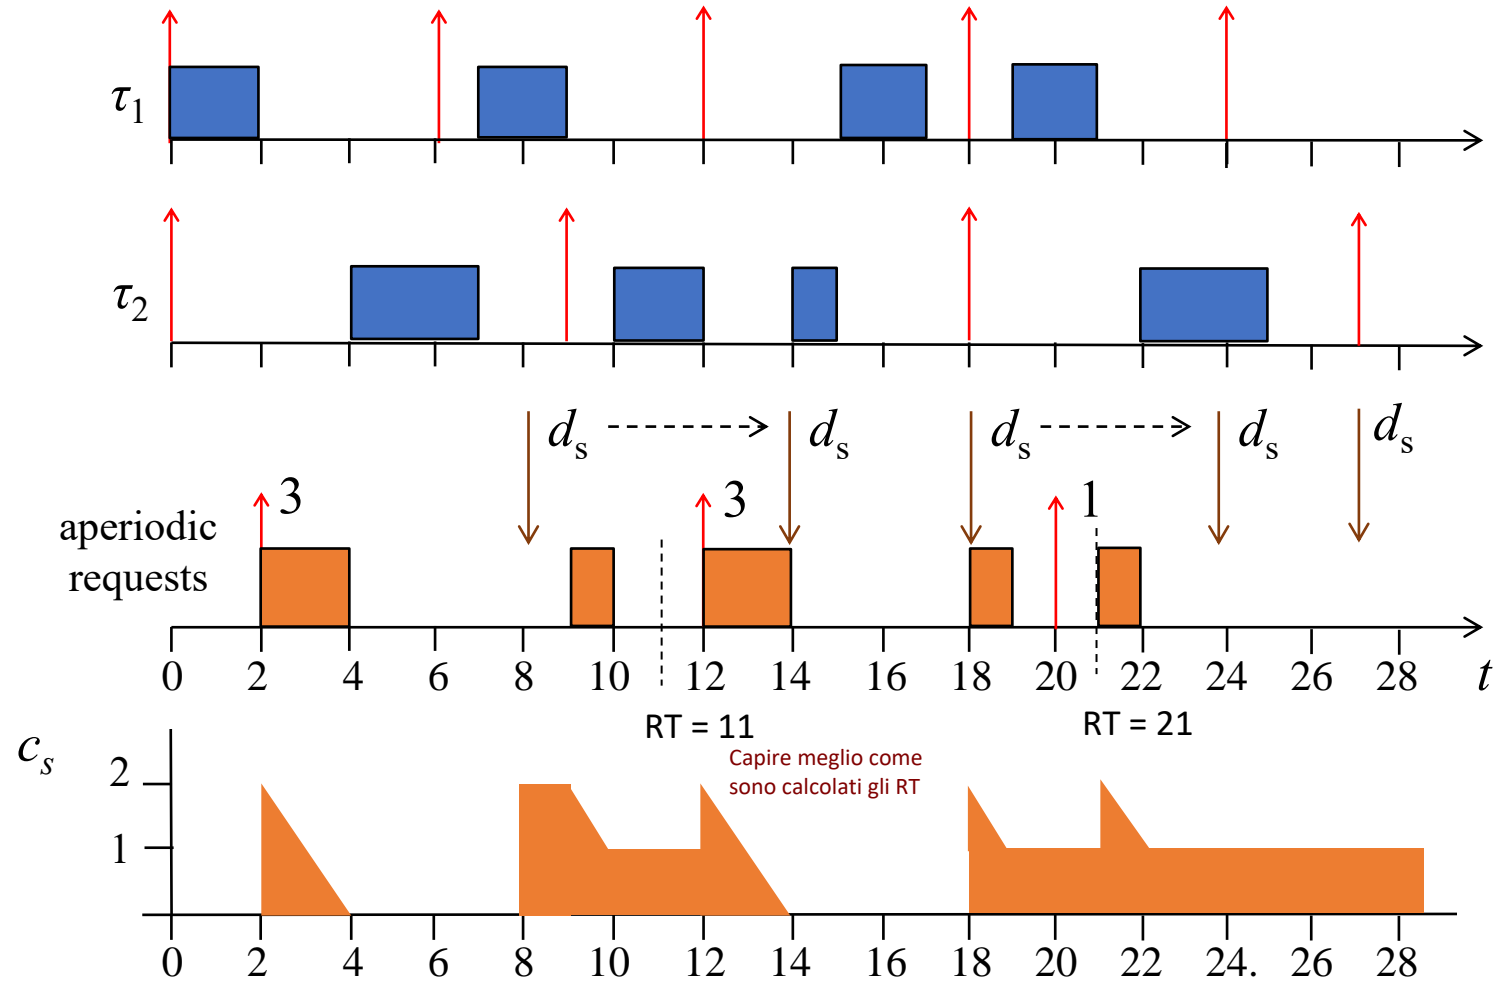 τ1
τ2
ds ds ds ds ds
3 3 1
aperiodic
requests
0 2 4 6 8 10 12 14 16 18 20 22 24 26 28 t
RT = 11 RT = 21
Capire meglio come
sono calcolati gli RT
cs
2
1
0 2 4 6 8 10 12 14 16 18 20 22 24. 26 28